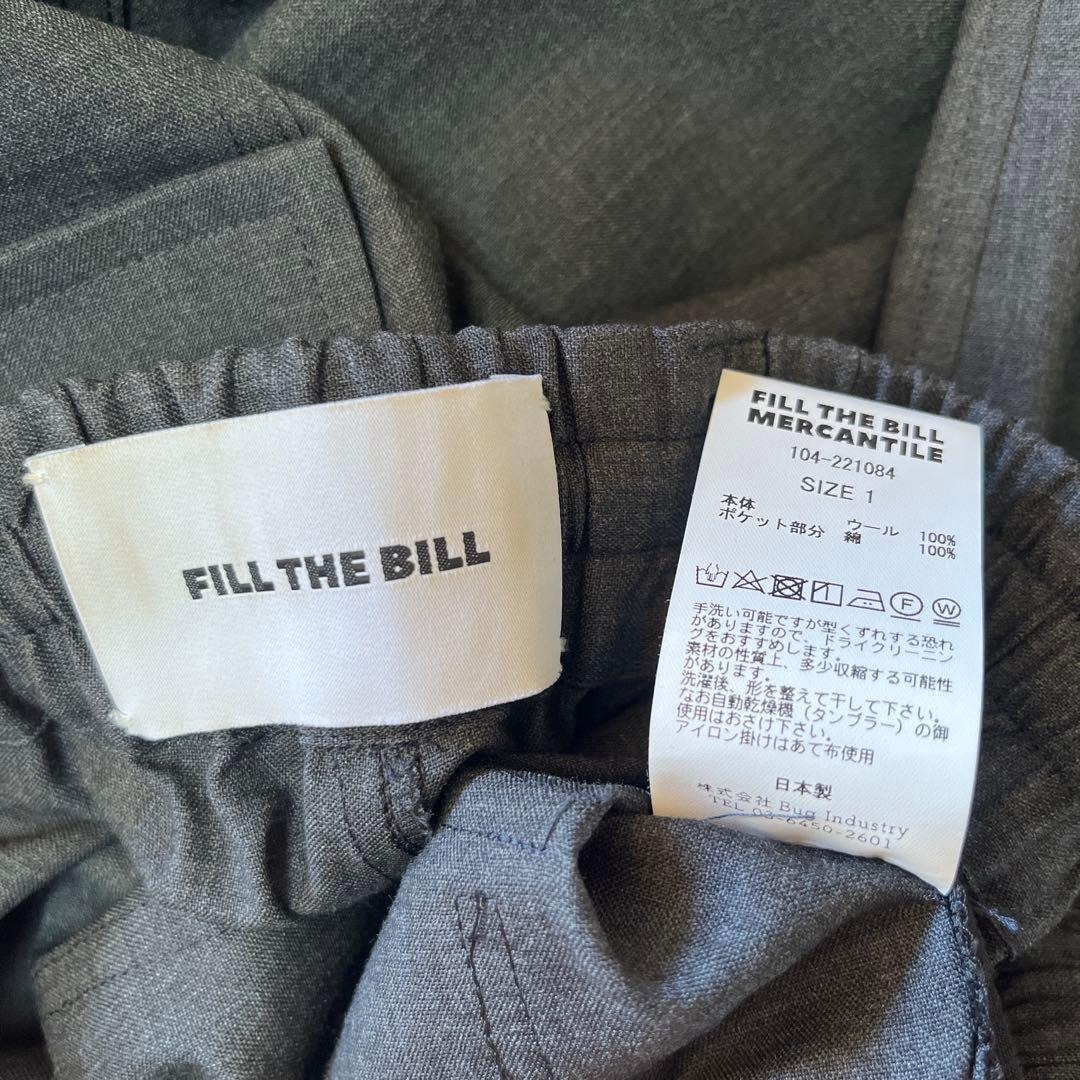 FILL THE BILL
FILL THE BILL
MERCANTILE
104-221084
SIZE 1
本体 ウール 100%
ポケット部分 綿 100%
F W
手洗い可能ですが型くずれする恐れ
がありますので、ドライクリーニン
グをおすすめします。
素材の性質上、多少収縮する可能性
があります。
洗濯後、形を整えて干して下さい。
なお自動乾燥機（タンブラー）の御
使用はおさけ下さい。
アイロン掛けはあて布使用
日本製
株式会社 Bug Industry
TEL 03-6450-2601